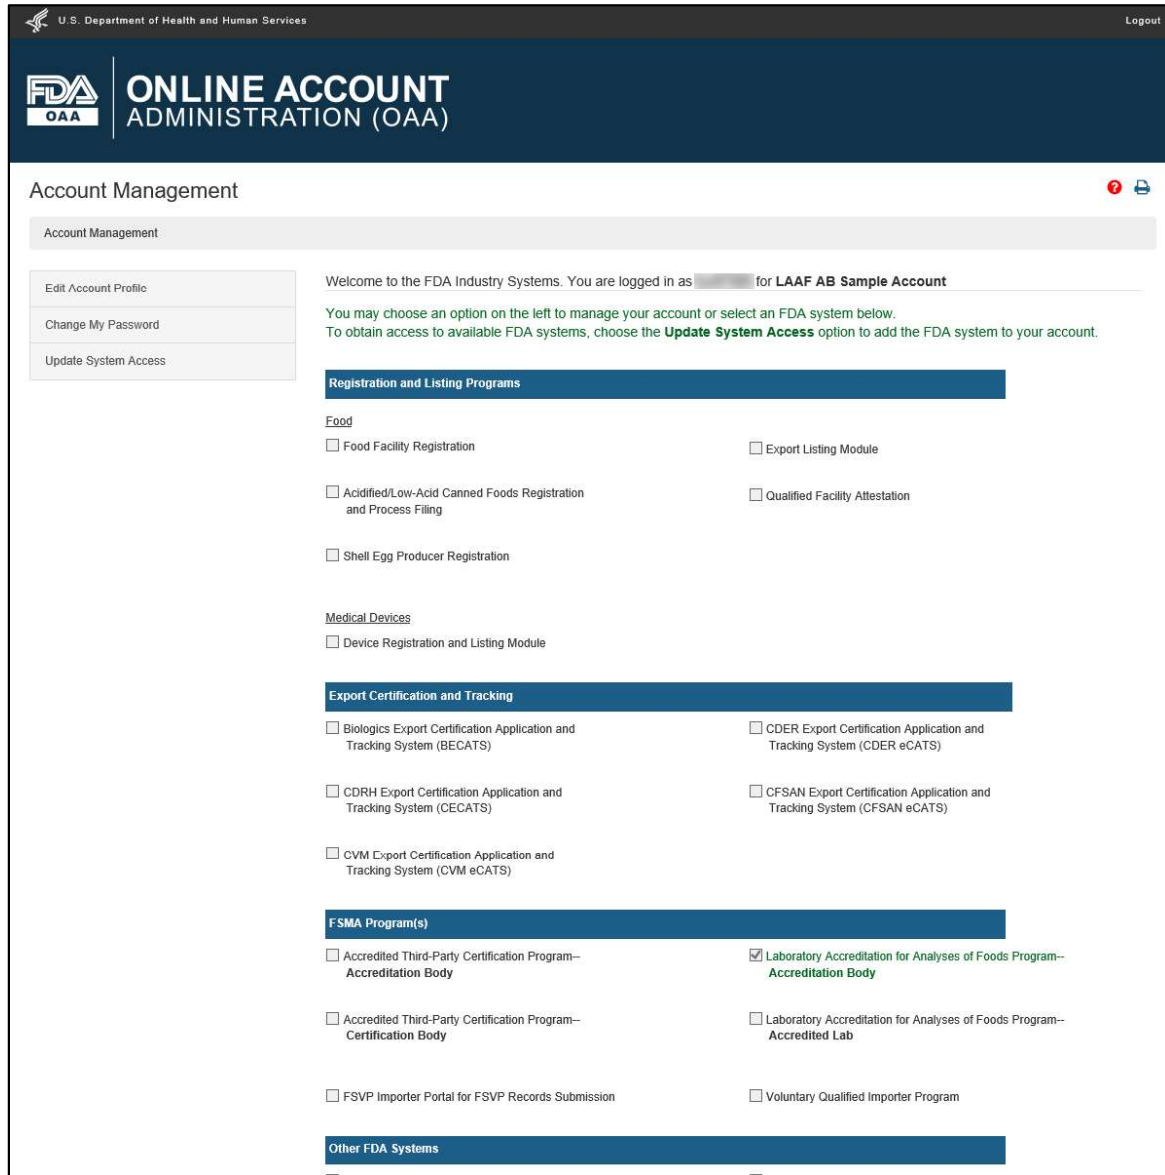 U.S. Department of Health and Human Services
Logout
FDA
OAA
ONLINE ACCOUNT
ADMINISTRATION (OAA)
Account Management
Account Management
Edit Account Profile
Change My Password
Update System Access
Welcome to the FDA Industry Systems. You are logged in as for LAAF AB Sample Account
You may choose an option on the left to manage your account or select an FDA system below.
To obtain access to available FDA systems, choose the Update System Access option to add the FDA system to your account.
Registration and Listing Programs
Food
Food Facility Registration
Export Listing Module
Acidified/Low-Acid Canned Foods Registration
and Process Filing
Qualified Facility Attestation
Shell Egg Producer Registration
Medical Devices
Device Registration and Listing Module
Export Certification and Tracking
Biologics Export Certification Application and
Tracking System (BECATS)
CDER Export Certification Application and
Tracking System (CDER eCATS)
CDRH Export Certification Application and
Tracking System (CECATS)
CFSAN Export Certification Application and
Tracking System (CFSAN eCATS)
CVM Export Certification Application and
Tracking System (CVM eCATS)
FSMA Program(s)
Accredited Third-Party Certification Program--
Accreditation Body
Laboratory Accreditation for Analyses of Foods Program--
Accreditation Body
Accredited Third-Party Certification Program--
Certification Body
Laboratory Accreditation for Analyses of Foods Program--
Accredited Lab
FSVP Importer Portal for FSVP Records Submission
Voluntary Qualified Importer Program
Other FDA Systems